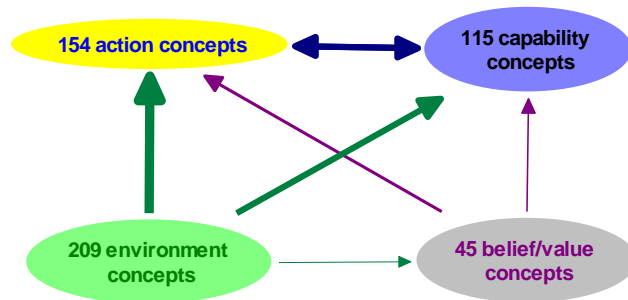 154 action concepts
115 capability
concepts
209 environment
concepts
45 belief/value
concepts